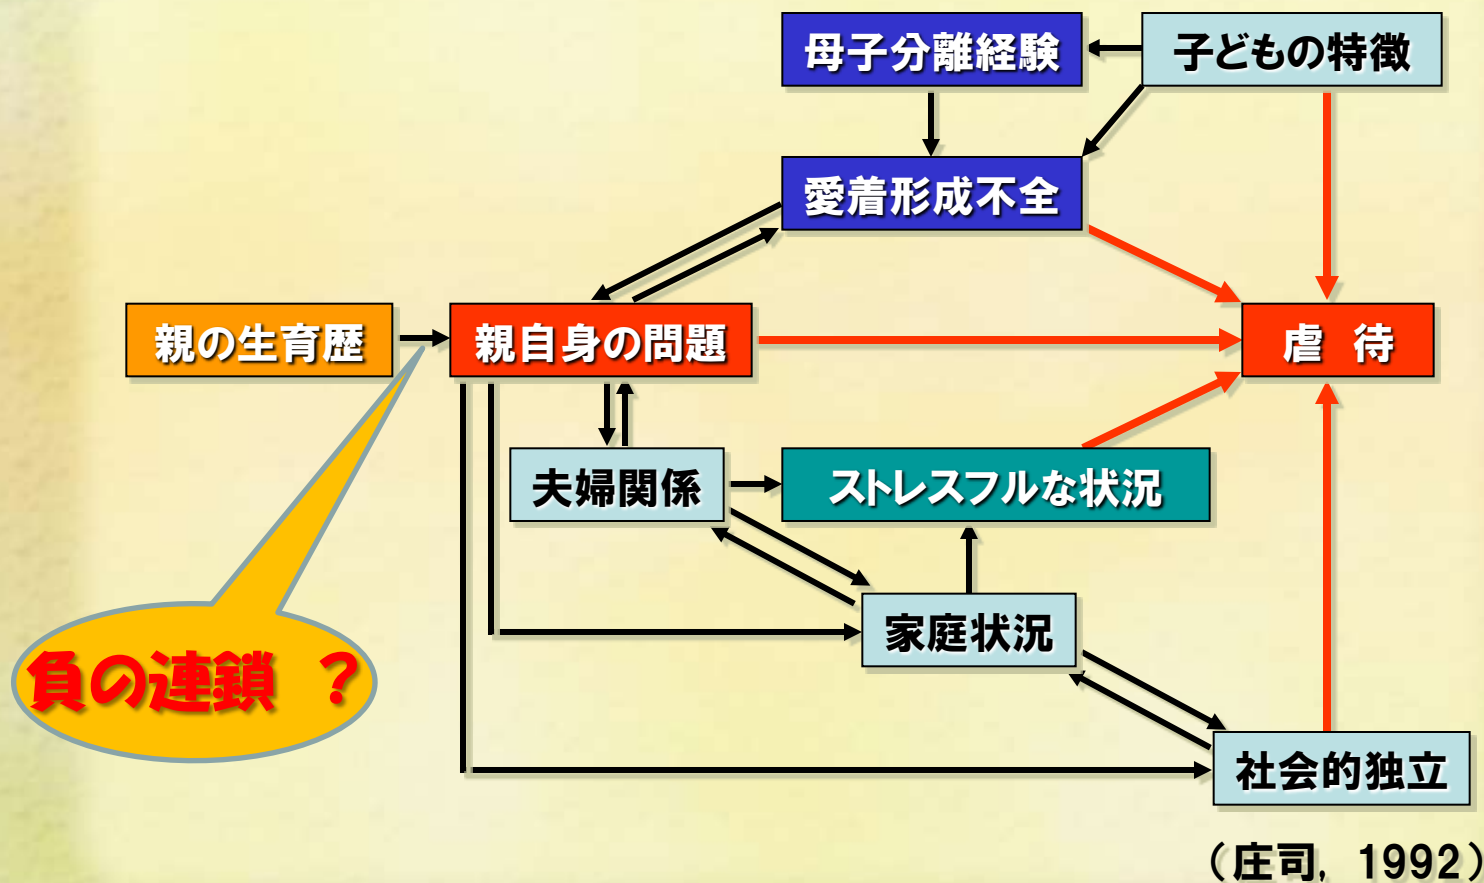 母子分離経験
子どもの特徴
愛着形成不全
親の生育歴
親自身の問題
虐　待
夫婦関係
ストレスフルな状況
家庭状況
負の連鎖　？
社会的独立
（庄司，1992）